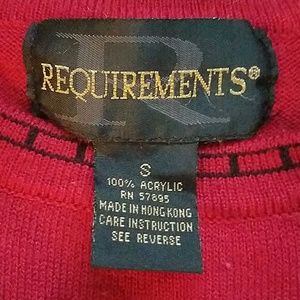 REQUIREMENTS®
S
100% ACRYLIC
RN 57895
MADE IN HONG KONG
CARE INSTRUCTION
SEE REVERSE